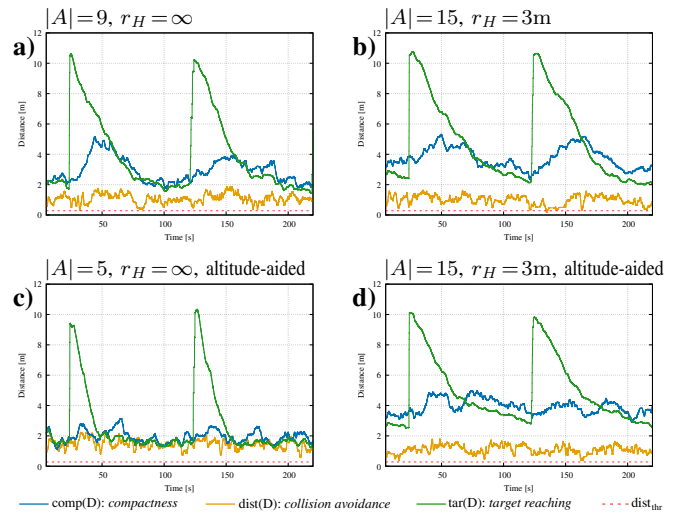 |A|=9, r_H=∞
a)
12
10
8
6
4
2
0
Distance [m]
50 100 150 200
Time [s]
|A|=15, r_H=3m
b)
12
10
8
6
4
2
0
Distance [m]
50 100 150 200
Time [s]
|A|=5, r_H=∞, altitude-aided
c)
12
10
8
6
4
2
0
Distance [m]
50 100 150 200
Time [s]
|A|=15, r_H=3m, altitude-aided
d)
12
10
8
6
4
2
0
Distance [m]
50 100 150 200
Time [s]
comp(D): compactness dist(D): collision avoidance tar(D): target reaching dist_thr